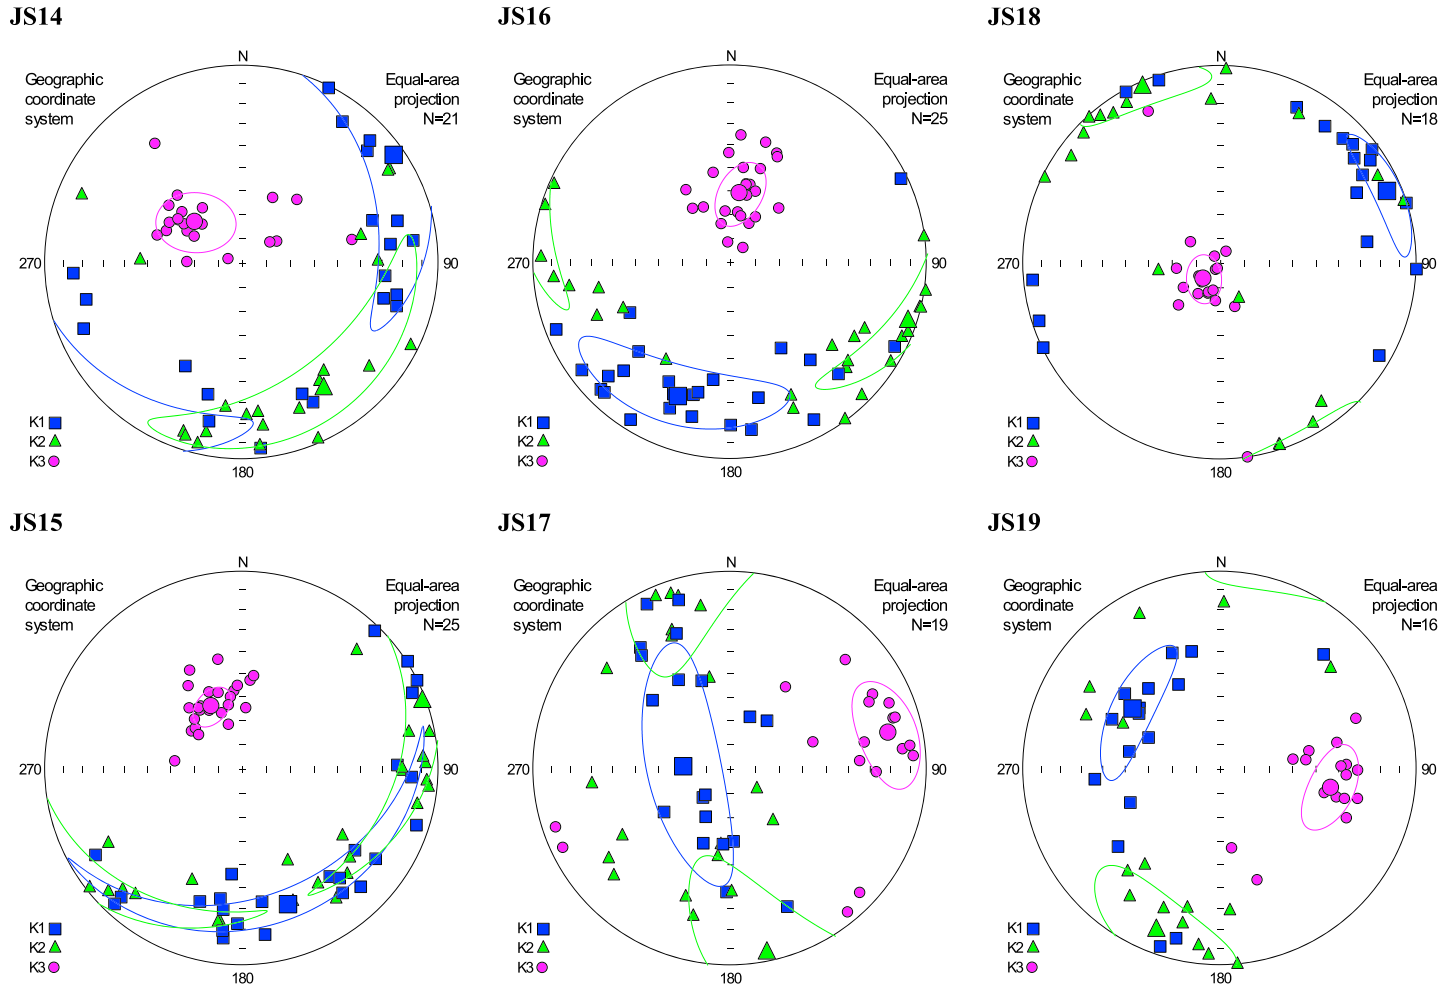 JS14
N
Geographic
coordinate
system
Equal-area
projection
N=21
270
90
K1
K2
K3
180
JS16
N
Geographic
coordinate
system
Equal-area
projection
N=25
270
90
K1
K2
K3
180
JS18
N
Geographic
coordinate
system
Equal-area
projection
N=18
270
90
K1
K2
K3
180
JS15
N
Geographic
coordinate
system
Equal-area
projection
N=25
270
90
K1
K2
K3
180
JS17
N
Geographic
coordinate
system
Equal-area
projection
N=19
270
90
K1
K2
K3
180
JS19
N
Geographic
coordinate
system
Equal-area
projection
N=16
270
90
K1
K2
K3
180